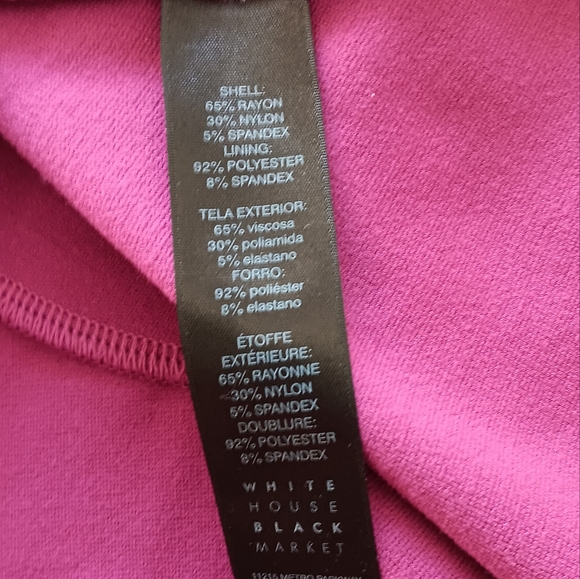 SHELL:
65% RAYON
30% NYLON
5% SPANDEX
LINING:
92% POLYESTER
8% SPANDEX
TELA EXTERIOR:
65% viscosa
30% poliamida
5% elastano
FORRO:
92% poliéster
8% elastano
ÉTOFFE
EXTÉRIEURE:
65% RAYONNE
30% NYLON
5% SPANDEX
DOUBLURE:
92% POLYESTER
8% SPANDEX
WHITE
HOUSE
BLACK
MARKET
11215 METRO